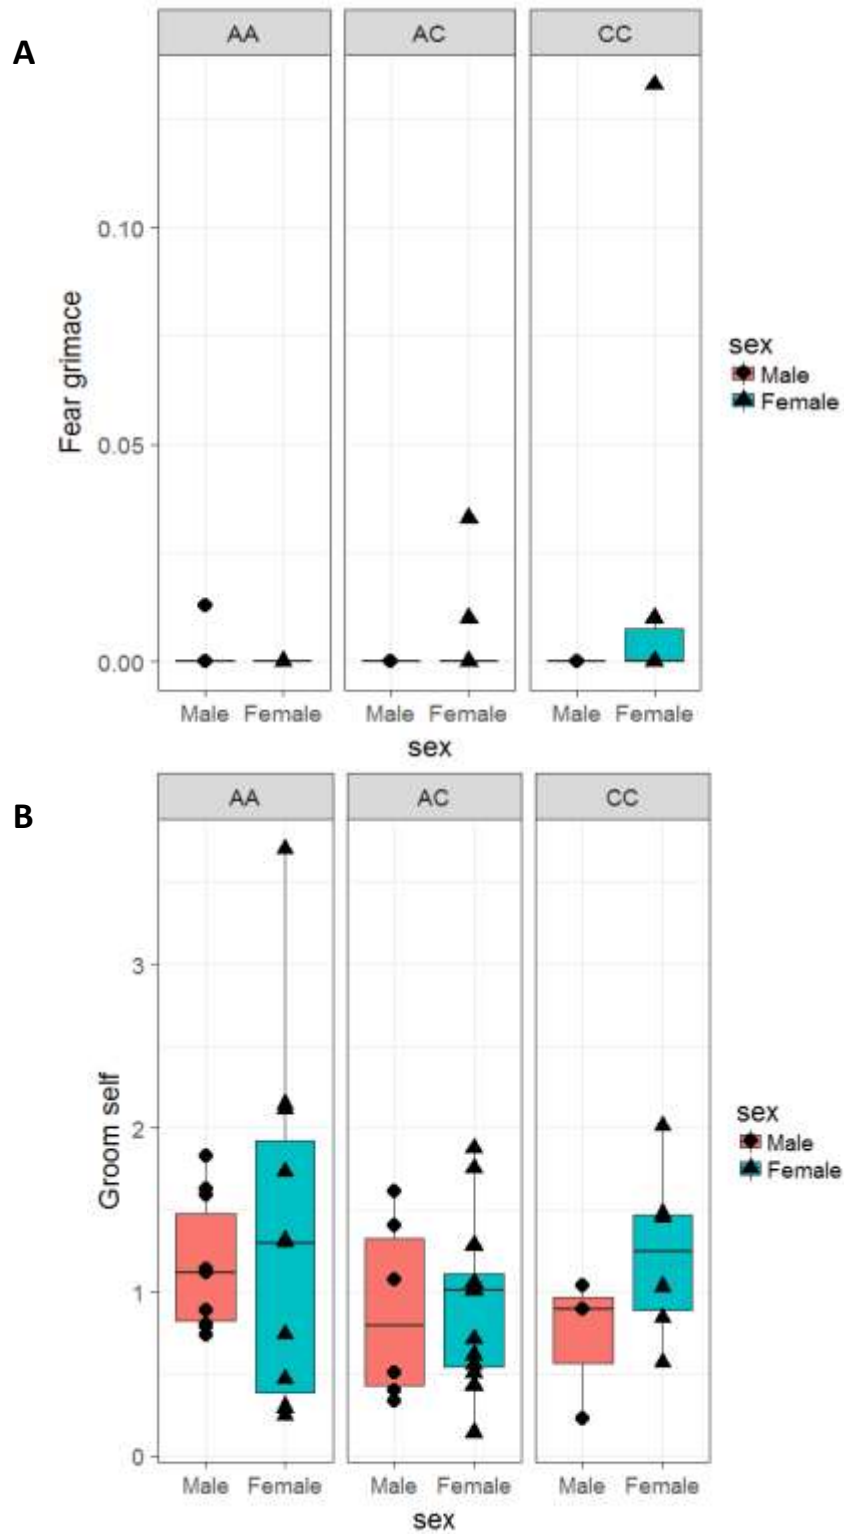 A
AA AC CC
0.10
0.05
0.00
Fear grimace
Male Female Male Female Male Female
sex
sex
Male
Female
B
AA AC CC
3
2
1
0
Groom self
Male Female Male Female Male Female
sex
sex
Male
Female